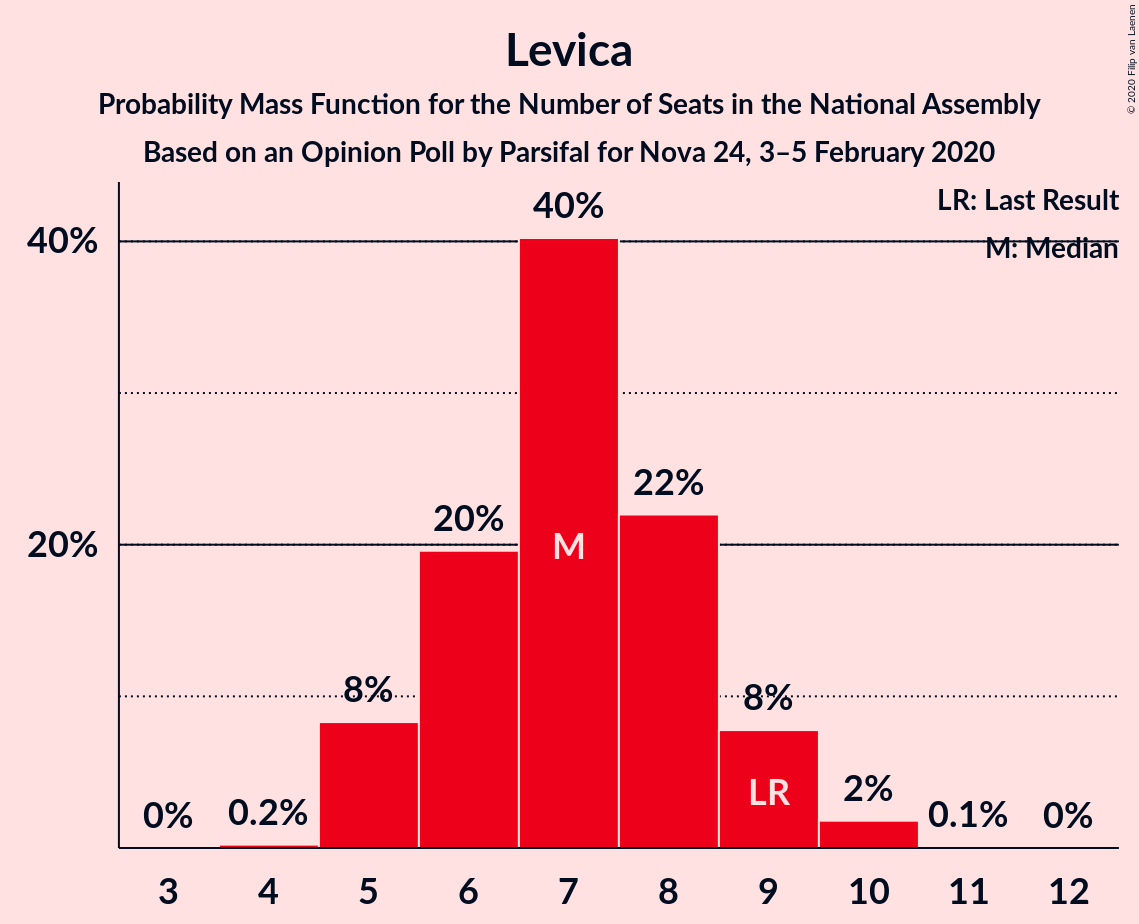 Levica
Probability Mass Function for the Number of Seats in the National Assembly
Based on an Opinion Poll by Parsifal for Nova 24, 3–5 February 2020
© 2020 Filip van Laenen
LR: Last Result
M: Median
40%
20%
0%
0.2%
8%
20%
40%
22%
8%
2%
0.1%
0%
M
LR
3 4 5 6 7 8 9 10 11 12